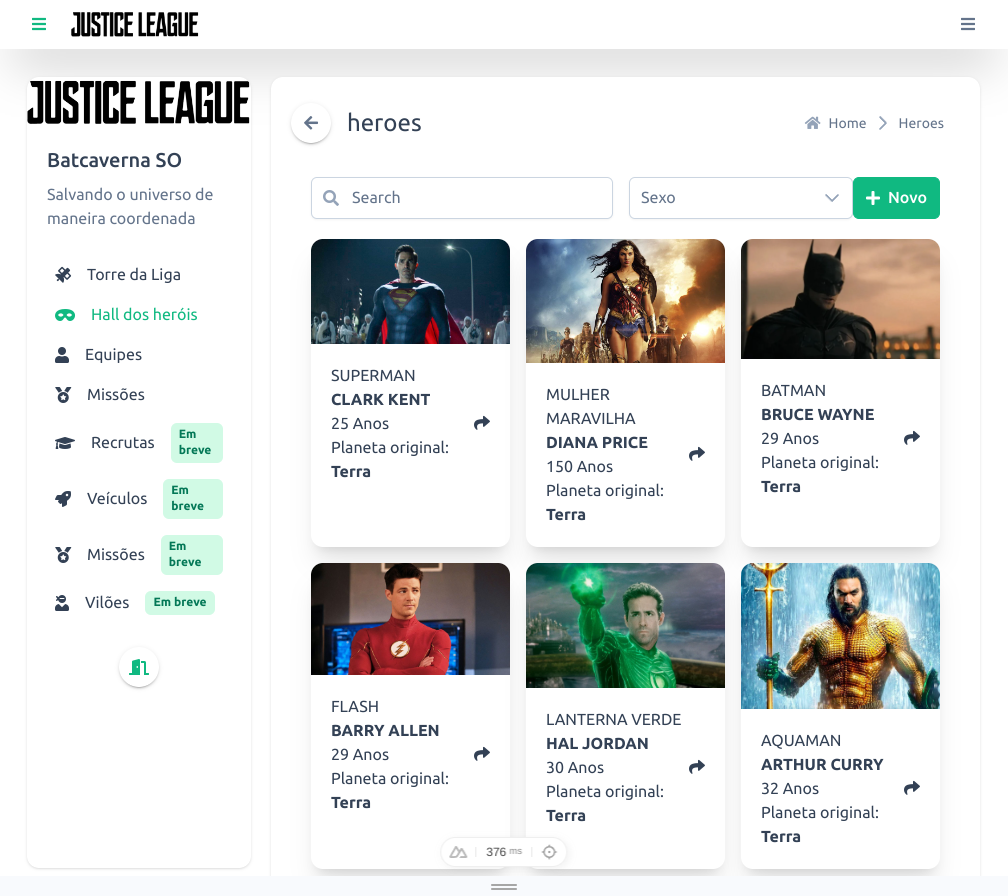 JUSTICE LEAGUE
JUSTICE LEAGUE
Batcaverna SO
Salvando o universo de
maneira coordenada
Torre da Liga
Hall dos heróis
Equipes
Missões
Recrutas
Em
breve
Veículos
Em
breve
Missões
Em
breve
Vilões
Em breve
heroes
Home
Heroes
Search
Sexo
Novo
SUPERMAN
CLARK KENT
25 Anos
Planeta original:
Terra
MULHER
MARAVILHA
DIANA PRICE
150 Anos
Planeta original:
Terra
BATMAN
BRUCE WAYNE
29 Anos
Planeta original:
Terra
FLASH
BARRY ALLEN
29 Anos
Planeta original:
Terra
LANTERNA VERDE
HAL JORDAN
30 Anos
Planeta original:
Terra
AQUAMAN
ARTHUR CURRY
32 Anos
Planeta original:
Terra
376 ms